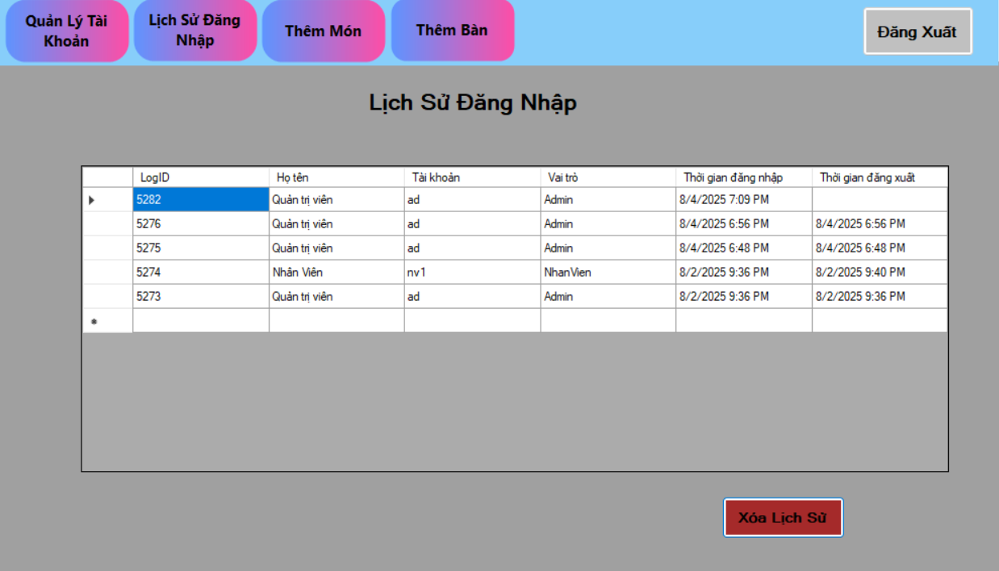 Quản Lý Tài
Khoản
Lịch Sử Đăng
Nhập
Thêm Món
Thêm Bàn
Đăng Xuất
Lịch Sử Đăng Nhập
LogID Họ tên Tài khoản Vai trò Thời gian đăng nhập Thời gian đăng xuất
5282 Quản trị viên ad Admin 8/4/2025 7:09 PM
5276 Quản trị viên ad Admin 8/4/2025 6:56 PM 8/4/2025 6:56 PM
5275 Quản trị viên ad Admin 8/4/2025 6:48 PM 8/4/2025 6:48 PM
5274 Nhân Viên nv1 NhanVien 8/2/2025 9:36 PM 8/2/2025 9:40 PM
5273 Quản trị viên ad Admin 8/2/2025 9:36 PM 8/2/2025 9:36 PM
Xóa Lịch Sử